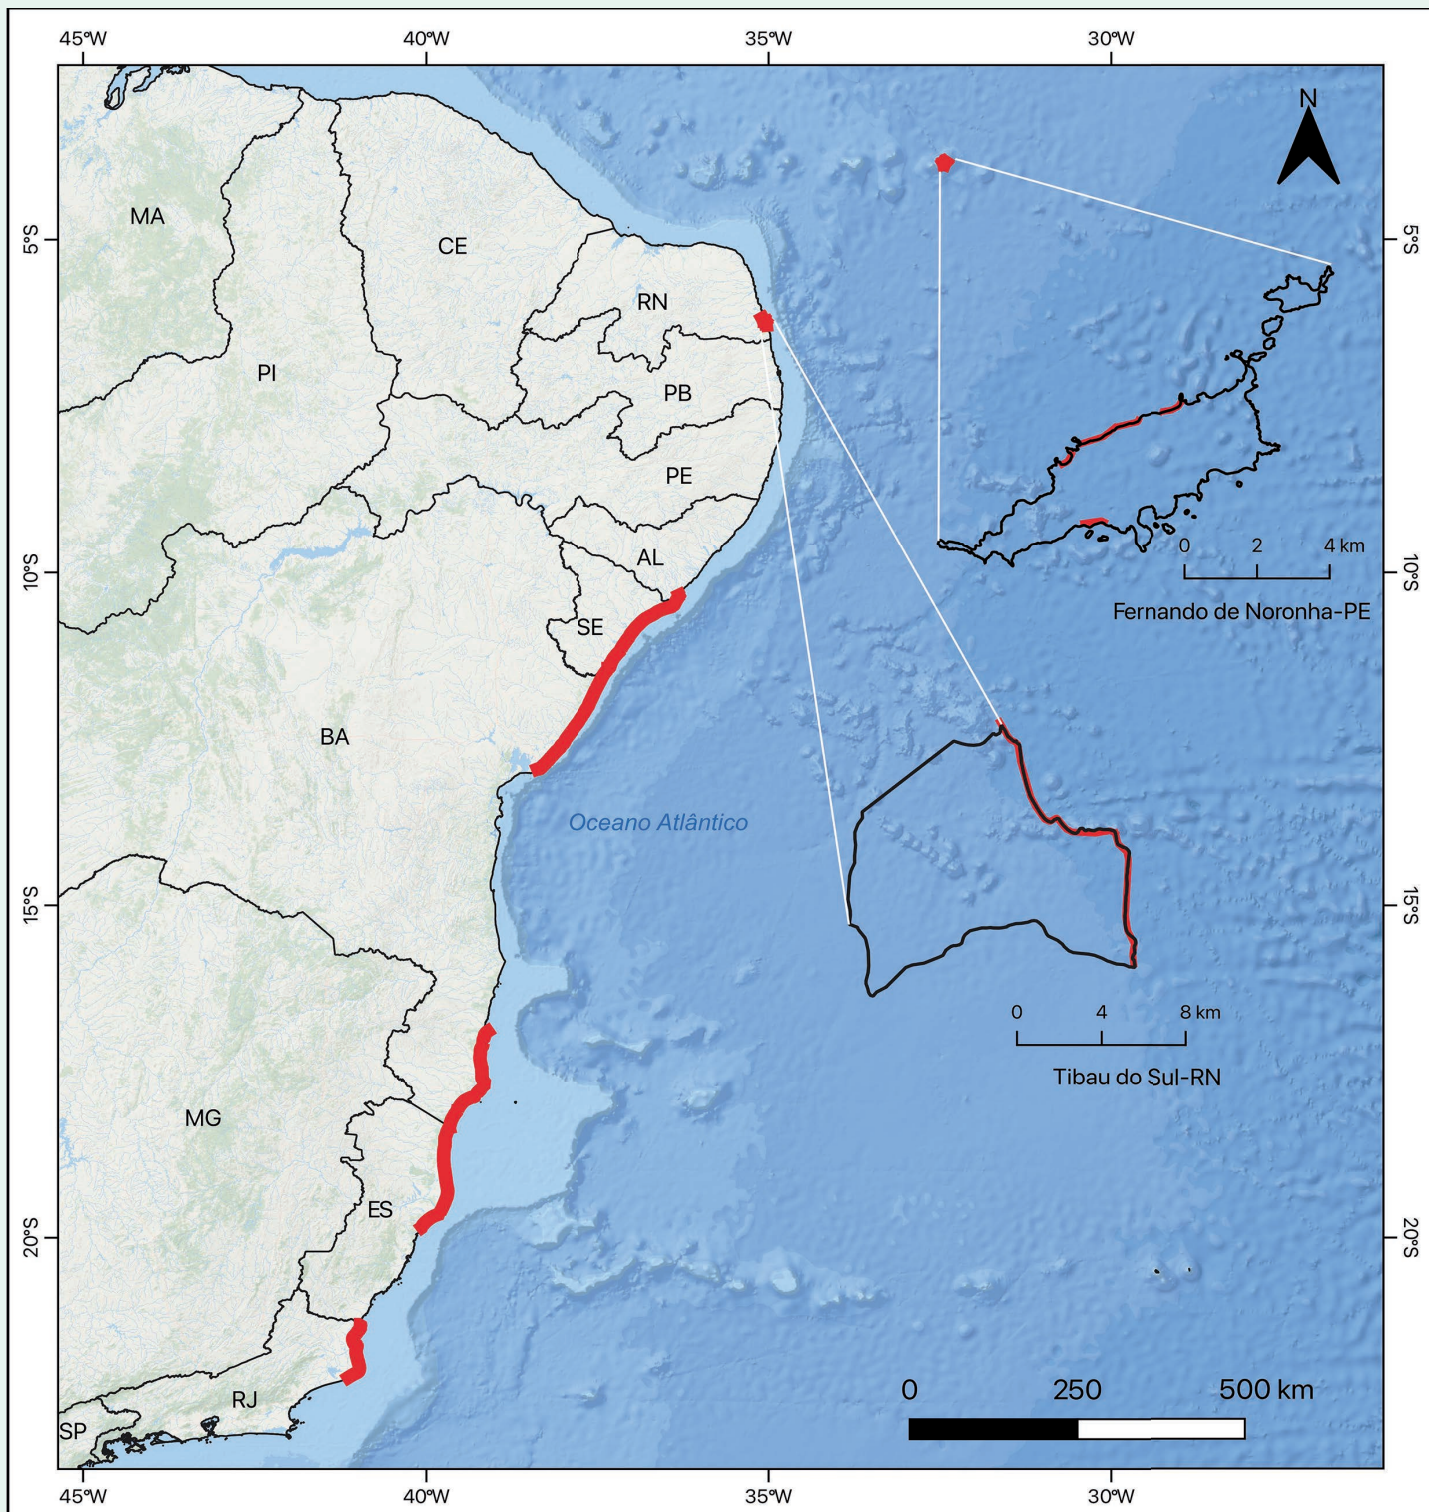 45°W
40°W
35°W
30°W
N
MA
5°S
CE
5°S
RN
PI
PB
PE
0
2
4 km
AL
10°S
10°S
Fernando de Noronha-PE
SE
BA
Oceano Atlântico
15°S
15°S
0
4
8 km
Tibau do Sul-RN
MG
ES
20°S
20°S
0
250
500 km
RJ
SP
45°W
40°W
35°W
30°W